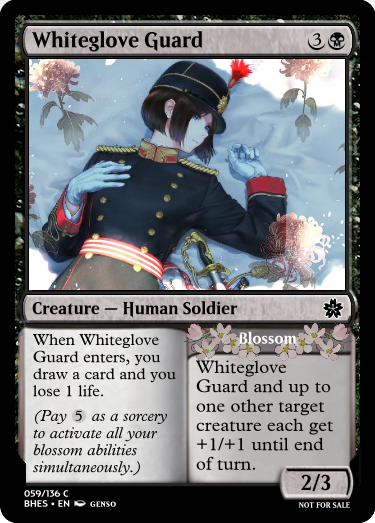 Whiteglove Guard 3
Creature — Human Soldier
When Whiteglove
Guard enters, you
draw a card and you
lose 1 life.
(Pay 5 as a sorcery
to activate all your
blossom abilities
simultaneously.)
Blossom
Whiteglove
Guard and up to
one other target
creature each get
+1/+1 until end
of turn.
2/3
059/136 C
BHES • EN GENSO
NOT FOR SALE